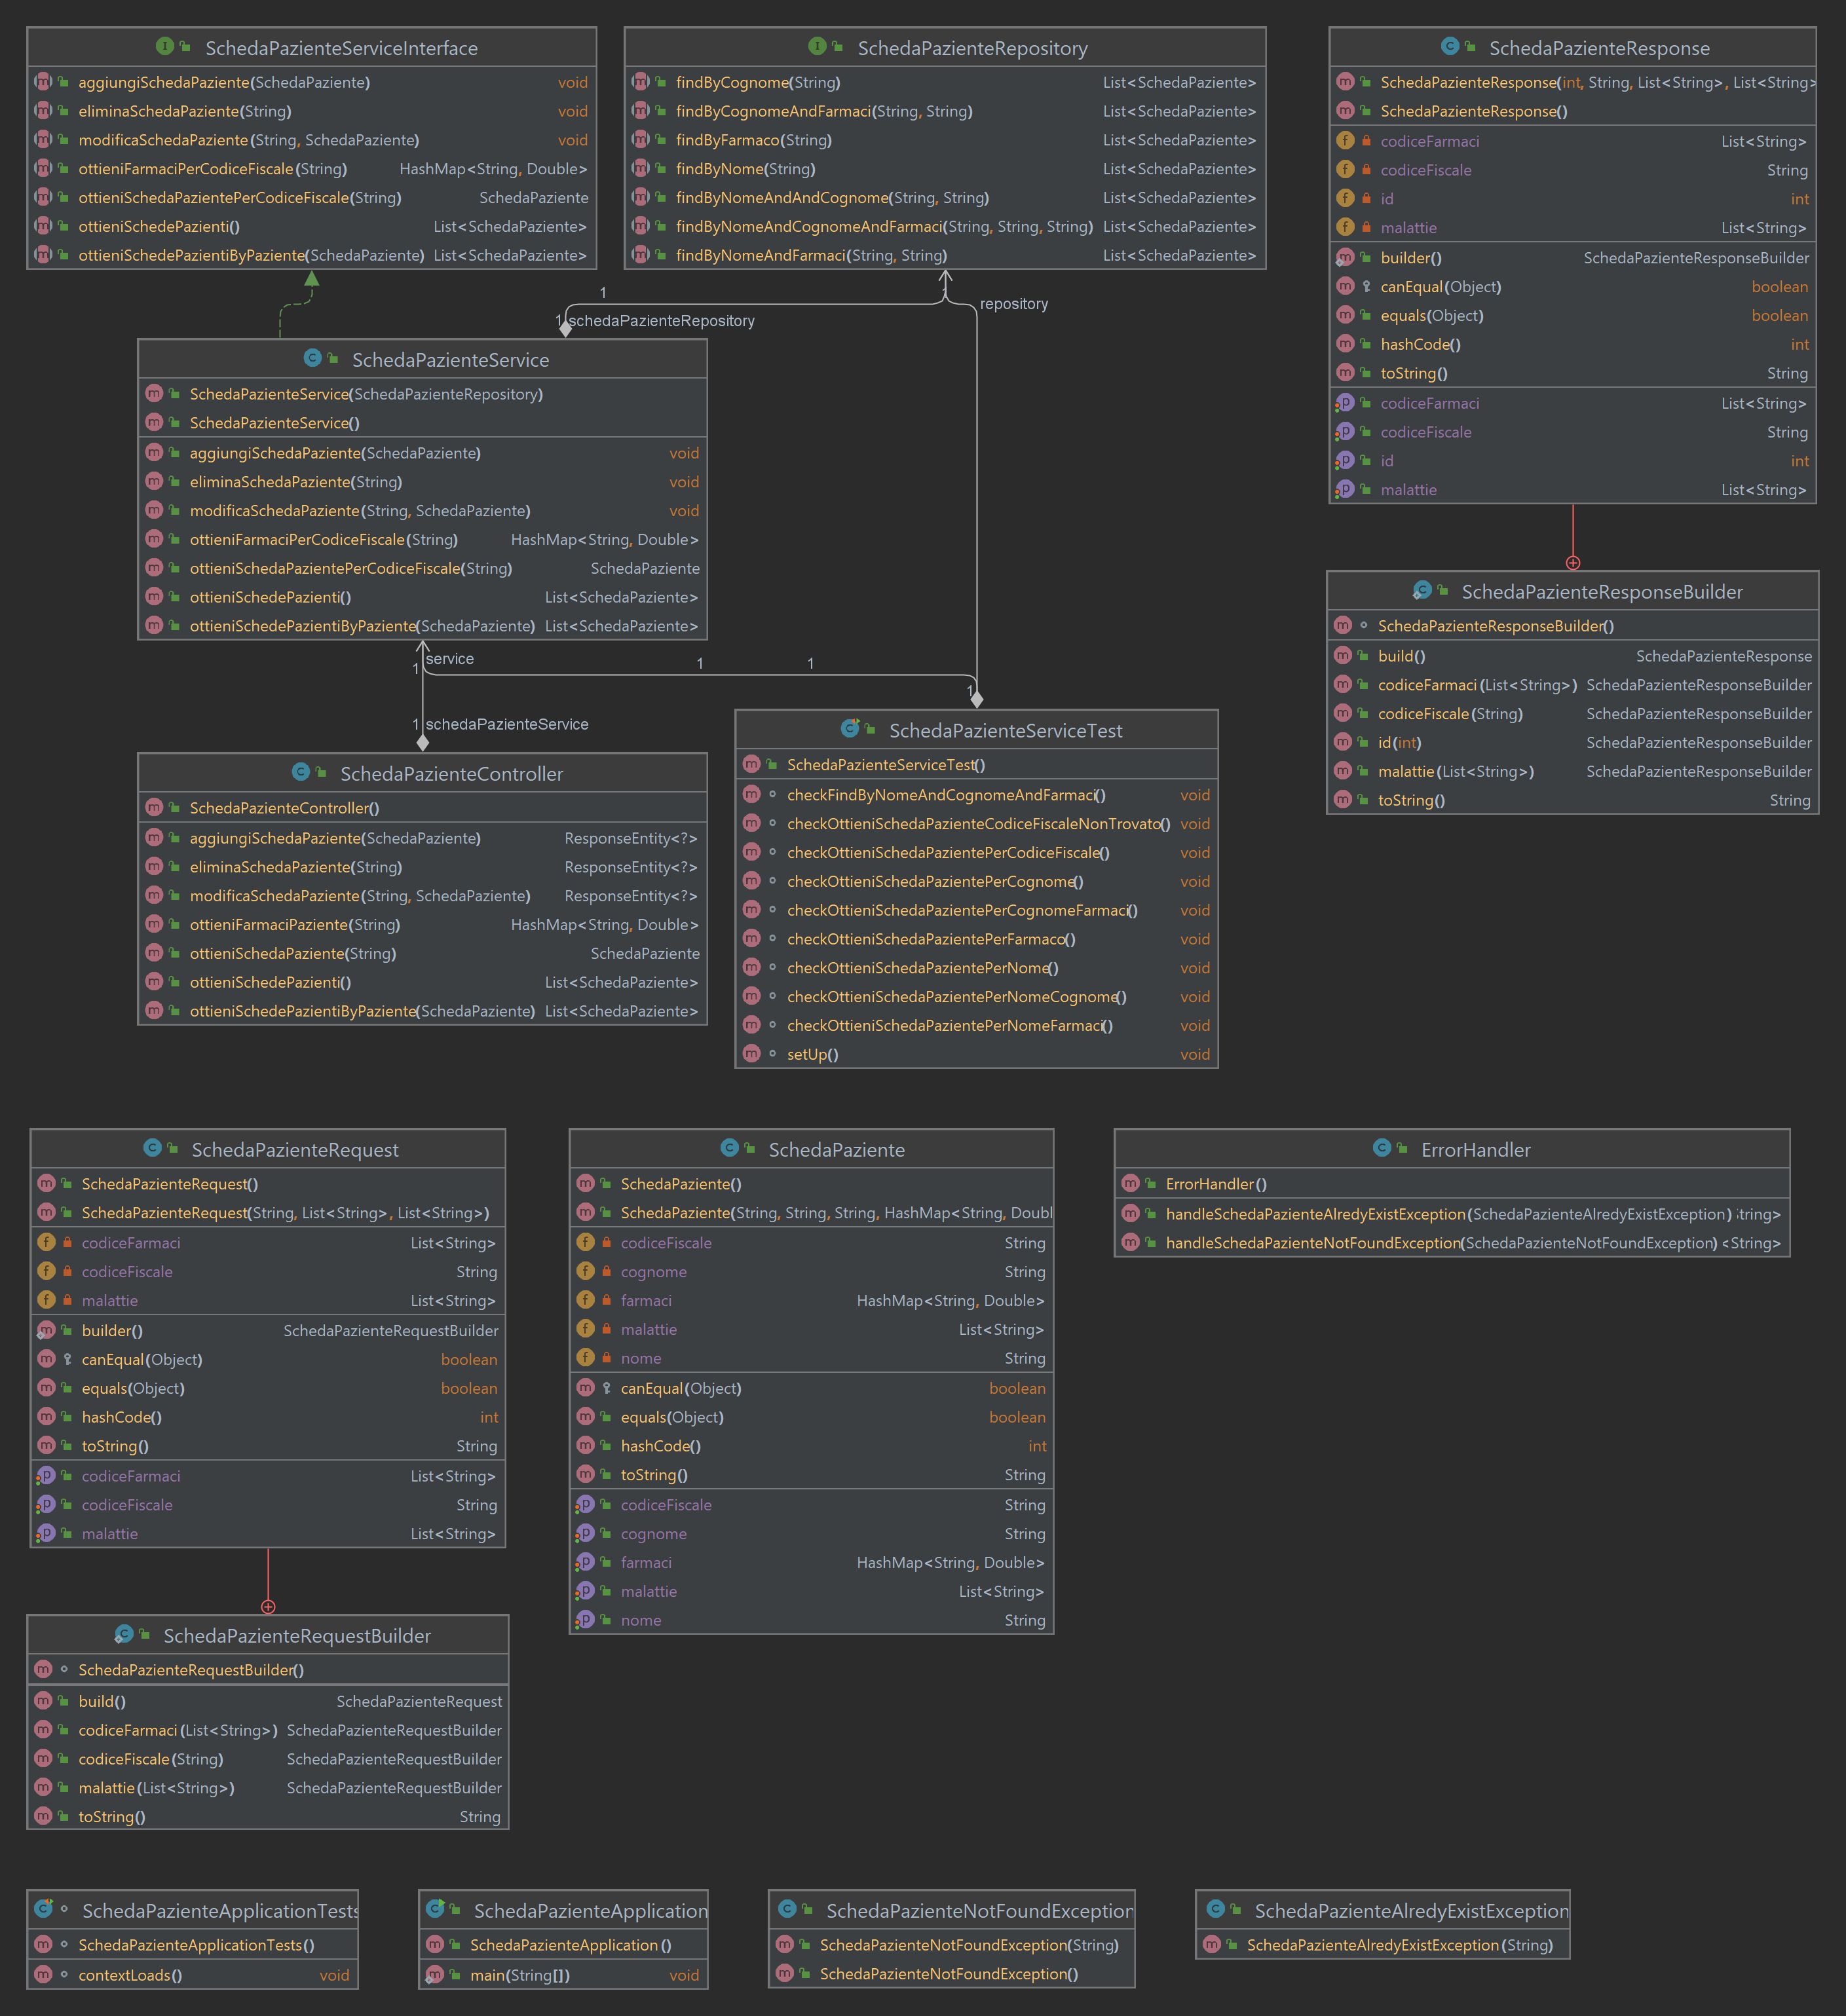 SchedaPazienteServiceInterface
aggiungiSchedaPaziente(SchedaPaziente) void
eliminaSchedaPaziente(String) void
modificaSchedaPaziente(String, SchedaPaziente) void
ottieniFarmaciPerCodiceFiscale(String) HashMap<String, Double>
ottieniSchedaPazientePerCodiceFiscale(String) SchedaPaziente
ottieniSchedePazienti() List<SchedaPaziente>
ottieniSchedePazientiByPaziente(SchedaPaziente) List<SchedaPaziente>
SchedaPazienteRepository
findByCognome(String) List<SchedaPaziente>
findByCognomeAndFarmaci(String, String) List<SchedaPaziente>
findByFarmaco(String) List<SchedaPaziente>
findByNome(String) List<SchedaPaziente>
findByNomeAndAndCognome(String, String) List<SchedaPaziente>
findByNomeAndCognomeAndFarmaci(String, String, String) List<SchedaPaziente>
findByNomeAndFarmaci(String, String) List<SchedaPaziente>
SchedaPazienteResponse
SchedaPazienteResponse(int, String, List<String>, List<String>
SchedaPazienteResponse()
codiceFarmaci List<String>
codiceFiscale String
id int
malattie List<String>
builder() SchedaPazienteResponseBuilder
canEqual(Object) boolean
equals(Object) boolean
hashCode() int
toString() String
codiceFarmaci List<String>
codiceFiscale String
id int
malattie List<String>
1
1
1 schedaPazienteRepository
repository
SchedaPazienteService
SchedaPazienteService(SchedaPazienteRepository)
SchedaPazienteService()
aggiungiSchedaPaziente(SchedaPaziente) void
eliminaSchedaPaziente(String) void
modificaSchedaPaziente(String, SchedaPaziente) void
ottieniFarmaciPerCodiceFiscale(String) HashMap<String, Double>
ottieniSchedaPazientePerCodiceFiscale(String) SchedaPaziente
ottieniSchedePazienti() List<SchedaPaziente>
ottieniSchedePazientiByPaziente(SchedaPaziente) List<SchedaPaziente>
SchedaPazienteResponseBuilder
SchedaPazienteResponseBuilder()
build() SchedaPazienteResponse
codiceFarmaci(List<String>) SchedaPazienteResponseBuilder
codiceFiscale(String) SchedaPazienteResponseBuilder
id(int) SchedaPazienteResponseBuilder
malattie(List<String>) SchedaPazienteResponseBuilder
toString() String
service
1
1
1
1
1 schedaPazienteService
SchedaPazienteController
SchedaPazienteController()
aggiungiSchedaPaziente(SchedaPaziente) ResponseEntity<?>
eliminaSchedaPaziente(String) ResponseEntity<?>
modificaSchedaPaziente(String, SchedaPaziente) ResponseEntity<?>
ottieniFarmaciPaziente(String) HashMap<String, Double>
ottieniSchedaPaziente(String) SchedaPaziente
ottieniSchedePazienti() List<SchedaPaziente>
ottieniSchedePazientiByPaziente(SchedaPaziente) List<SchedaPaziente>
SchedaPazienteServiceTest
SchedaPazienteServiceTest()
checkFindByNomeAndCognomeAndFarmaci() void
checkOttieniSchedaPazienteCodiceFiscaleNonTrovato() void
checkOttieniSchedaPazientePerCodiceFiscale() void
checkOttieniSchedaPazientePerCognome() void
checkOttieniSchedaPazientePerCognomeFarmaci() void
checkOttieniSchedaPazientePerFarmaco() void
checkOttieniSchedaPazientePerNome() void
checkOttieniSchedaPazientePerNomeCognome() void
checkOttieniSchedaPazientePerNomeFarmaci() void
setUp() void
SchedaPazienteRequest
SchedaPazienteRequest()
SchedaPazienteRequest(String, List<String>, List<String>)
codiceFarmaci List<String>
codiceFiscale String
malattie List<String>
builder() SchedaPazienteRequestBuilder
canEqual(Object) boolean
equals(Object) boolean
hashCode() int
toString() String
codiceFarmaci List<String>
codiceFiscale String
malattie List<String>
SchedaPaziente
SchedaPaziente()
SchedaPaziente(String, String, String, HashMap<String, Doubl
codiceFiscale String
cognome String
farmaci HashMap<String, Double>
malattie List<String>
nome String
canEqual(Object) boolean
equals(Object) boolean
hashCode() int
toString() String
codiceFiscale String
cognome String
farmaci HashMap<String, Double>
malattie List<String>
nome String
ErrorHandler
ErrorHandler()
handleSchedaPazienteAlredyExistException(SchedaPazienteAlredyExistException) tring>
handleSchedaPazienteNotFoundException(SchedaPazienteNotFoundException) <String>
SchedaPazienteRequestBuilder
SchedaPazienteRequestBuilder()
build() SchedaPazienteRequest
codiceFarmaci(List<String>) SchedaPazienteRequestBuilder
codiceFiscale(String) SchedaPazienteRequestBuilder
malattie(List<String>) SchedaPazienteRequestBuilder
toString() String
SchedaPazienteApplicationTests
SchedaPazienteApplicationTests()
contextLoads() void
SchedaPazienteApplication
SchedaPazienteApplication()
main(String[]) void
SchedaPazienteNotFoundException
SchedaPazienteNotFoundException(String)
SchedaPazienteNotFoundException()
SchedaPazienteAlredyExistException
SchedaPazienteAlredyExistException(String)